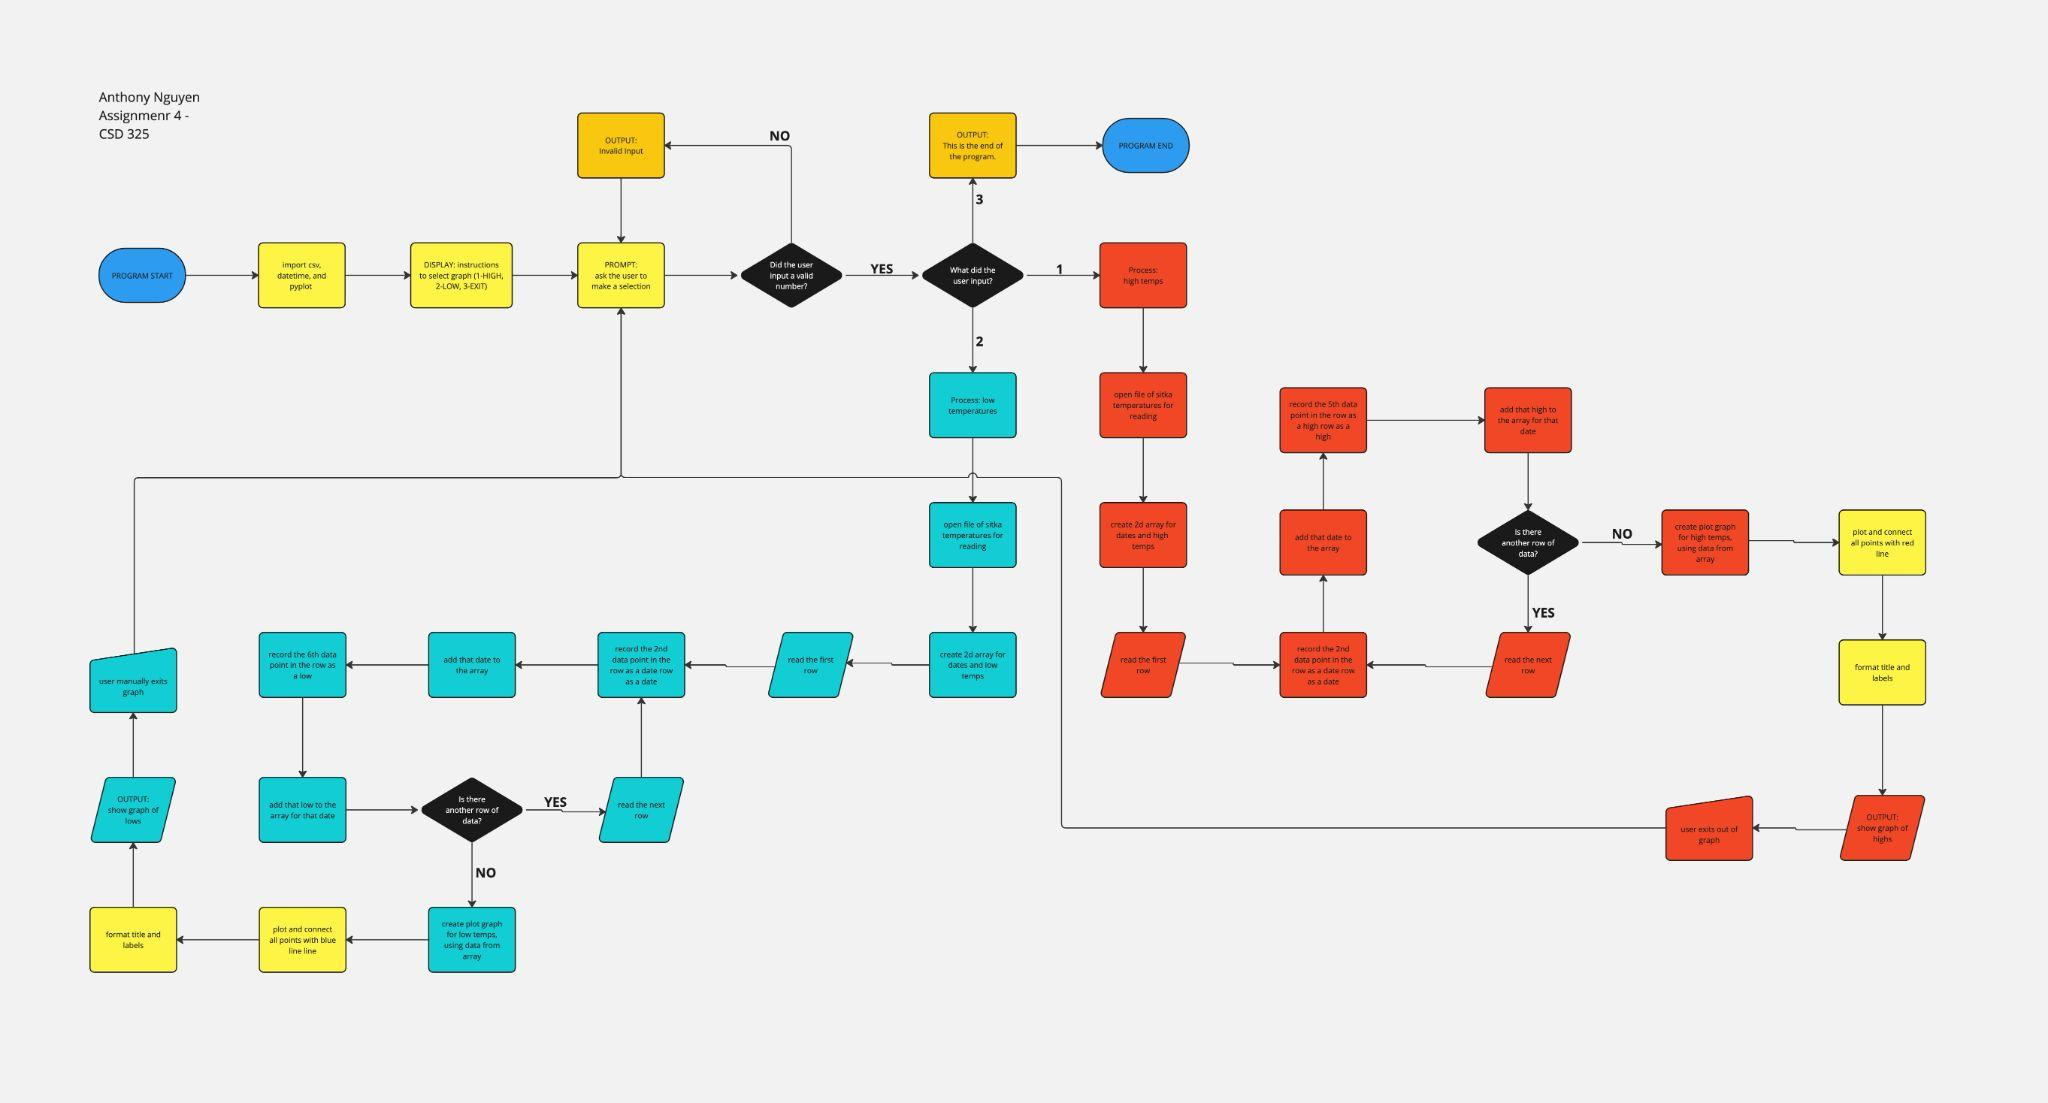 Anthony Nguyen
Assignmenr 4 -
CSD 325
OUTPUT:
Invalid Input
NO
OUTPUT:
This is the end of
the program.
PROGRAM END
3
PROGRAM START
import csv,
datetime, and
pyplot
DISPLAY: instructions
to select graph (1-HIGH,
2-LOW, 3-EXIT)
PROMPT:
ask the user to
make a selection
Did the user
input a valid
number?
YES
What did the
user input?
1
Process:
high temps
2
Process: low
temperatures
open file of sitka
temperatures for
reading
record the 5th data
point in the row as
a high row as a
high
add that high to
the array for that
date
open file of sitka
temperatures for
reading
create 2d array for
dates and high
temps
add that date to
the array
Is there
another row of
data?
NO
create plot graph
for high temps,
using data from
array
plot and connect
all points with red
line
YES
user manually exits
graph
record the 6th data
point in the row as
a low
add that date to
the array
record the 2nd
data point in the
row as a date row
as a date
read the first
row
create 2d array for
dates and low
temps
read the first
row
record the 2nd
data point in the
row as a date row
as a date
read the next
row
format title and
labels
OUTPUT:
show graph of
lows
add that low to the
array for that date
Is there
another row of
data?
YES
read the next
row
user exits out of
graph
OUTPUT:
show graph of
highs
NO
format title and
labels
plot and connect
all points with blue
line line
create plot graph
for low temps,
using data from
array